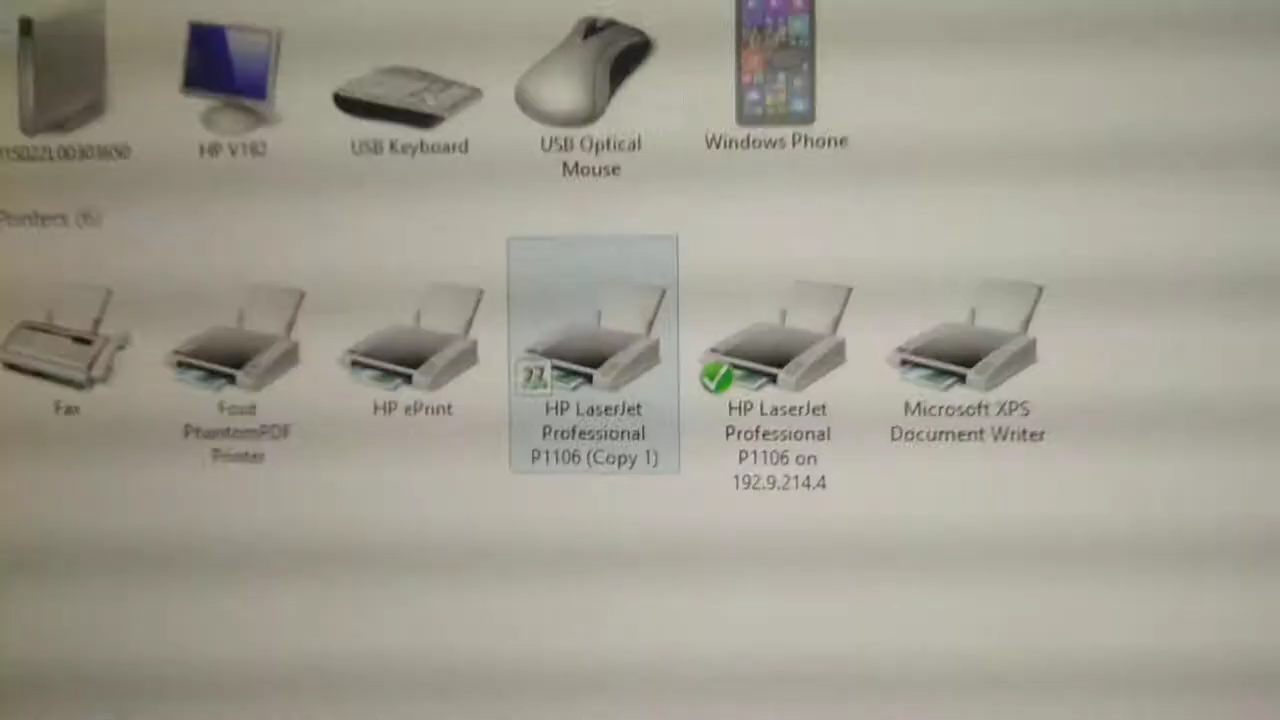 HP V192
USB Keyboard
USB Optical
Mouse
Windows Phone
Printers (6)
Fax
Foxit
PhantomPDF
Printer
HP ePrint
HP LaserJet
Professional
P1106 (Copy 1)
HP LaserJet
Professional
P1106 on
192.9.214.4
Microsoft XPS
Document Writer